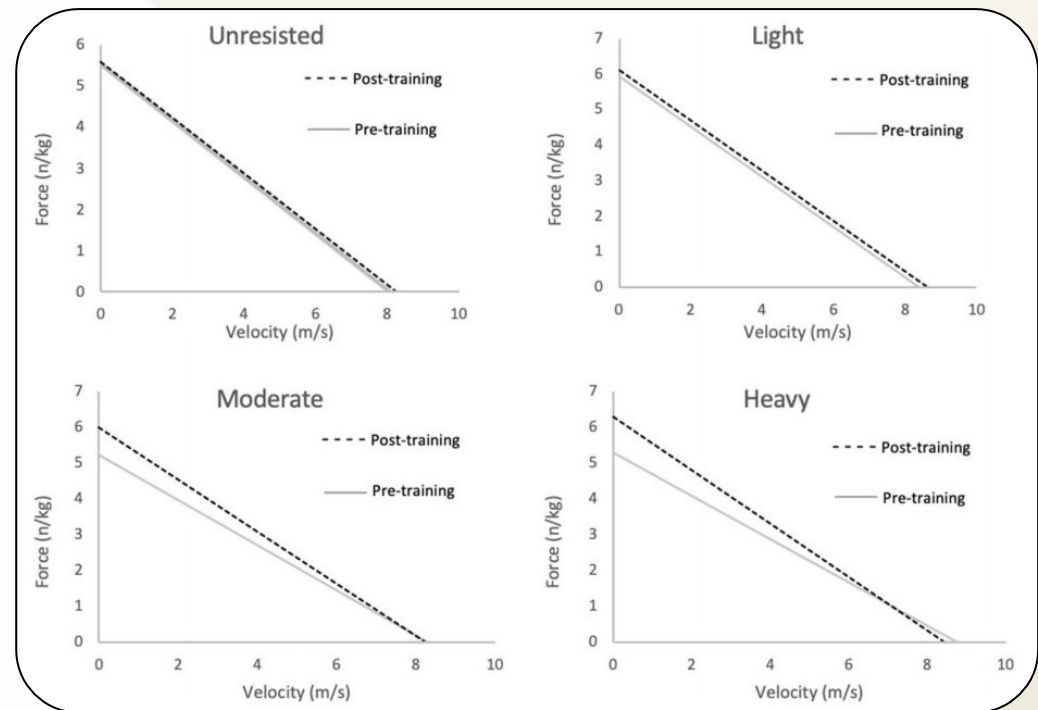 Unresisted
6
5
4
3
2
1
0
Force (n/kg)
Post-training
Pre-training
0 2 4 6 8 10
Velocity (m/s)
Light
7
6
5
4
3
2
1
0
Force (n/kg)
Post-training
Pre-training
0 2 4 6 8 10
Velocity (m/s)
Moderate
7
6
5
4
3
2
1
0
Force (n/kg)
Post-training
Pre-training
0 2 4 6 8 10
Velocity (m/s)
Heavy
7
6
5
4
3
2
1
0
Force (n/kg)
Post-training
Pre-training
0 2 4 6 8 10
Velocity (m/s)